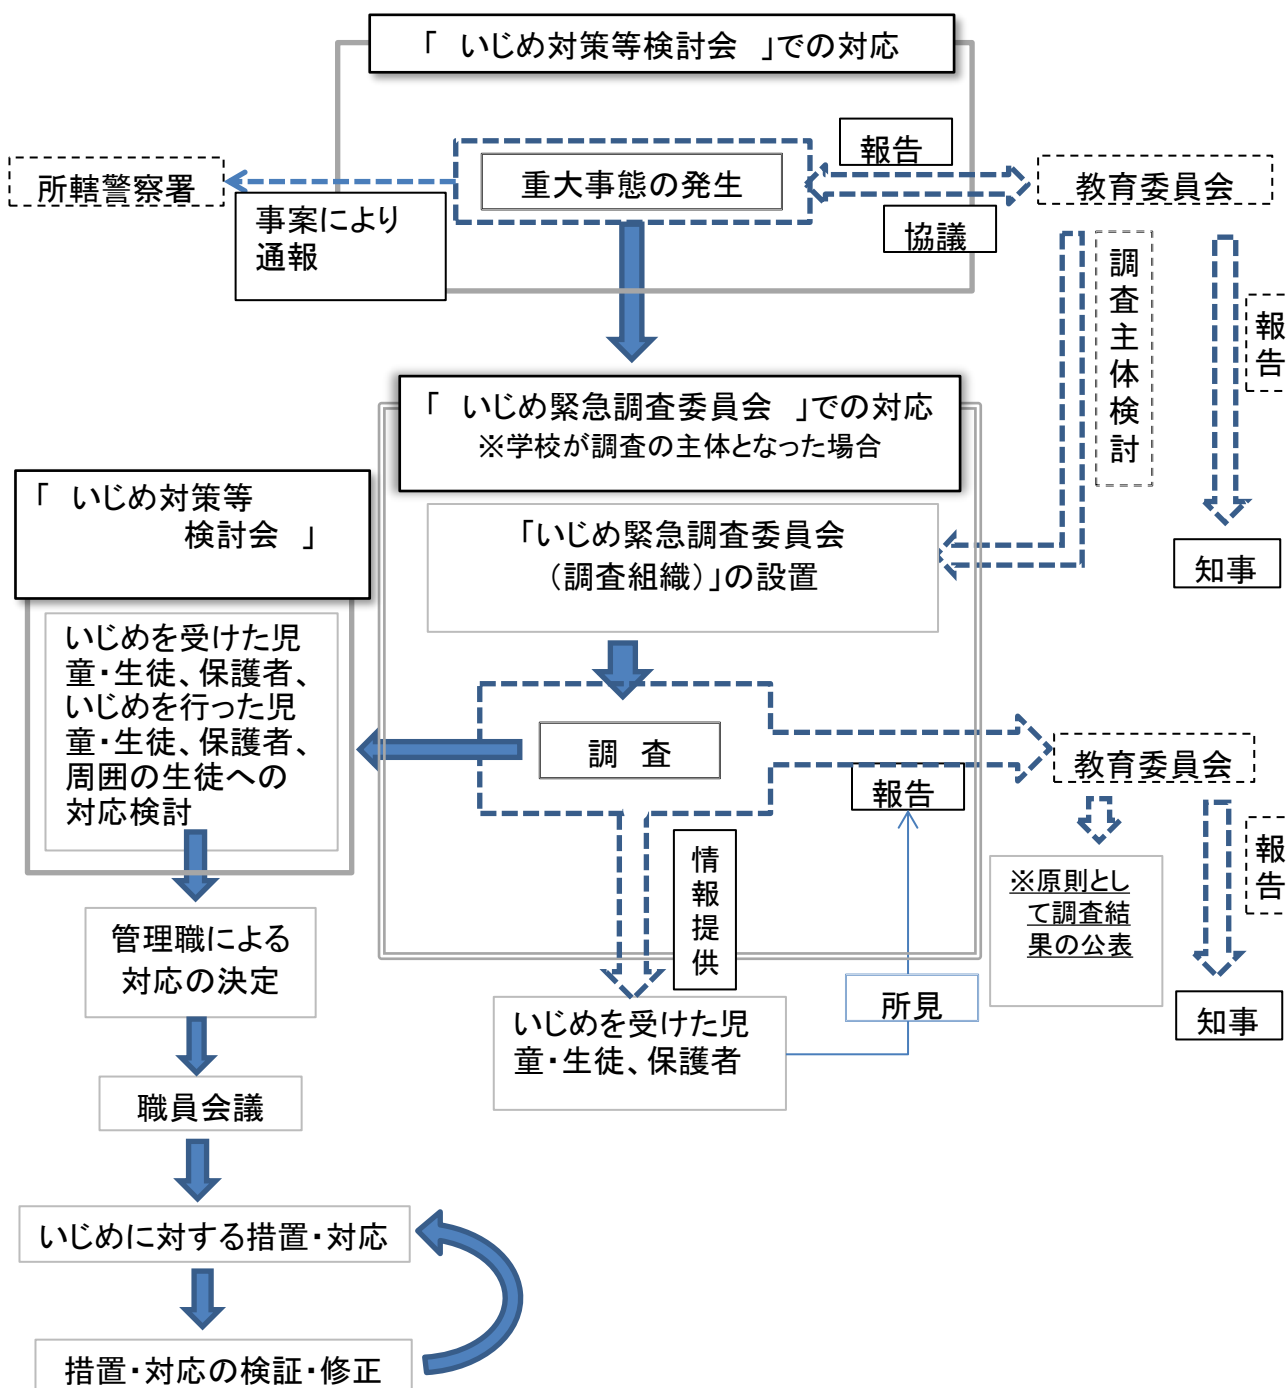 「　いじめ対策等検討会　」での対応
報告
所轄警察署
重大事態の発生
教育委員会
事案により
通報
協議
調査主体検討
報告
「　いじめ緊急調査委員会　」での対応
※学校が調査の主体となった場合
「　いじめ対策等
検討会　」
「いじめ緊急調査委員会
（調査組織）」の設置
知事
いじめを受けた児
童・生徒、保護者、
いじめを行った児
童・生徒、保護者、
周囲の生徒への
対応検討
調　査
報告
教育委員会
情報提供
※原則とし
て調査結
果の公表
報告
管理職による
対応の決定
所見
知事
いじめを受けた児
童・生徒、保護者
職員会議
いじめに対する措置・対応
措置・対応の検証・修正